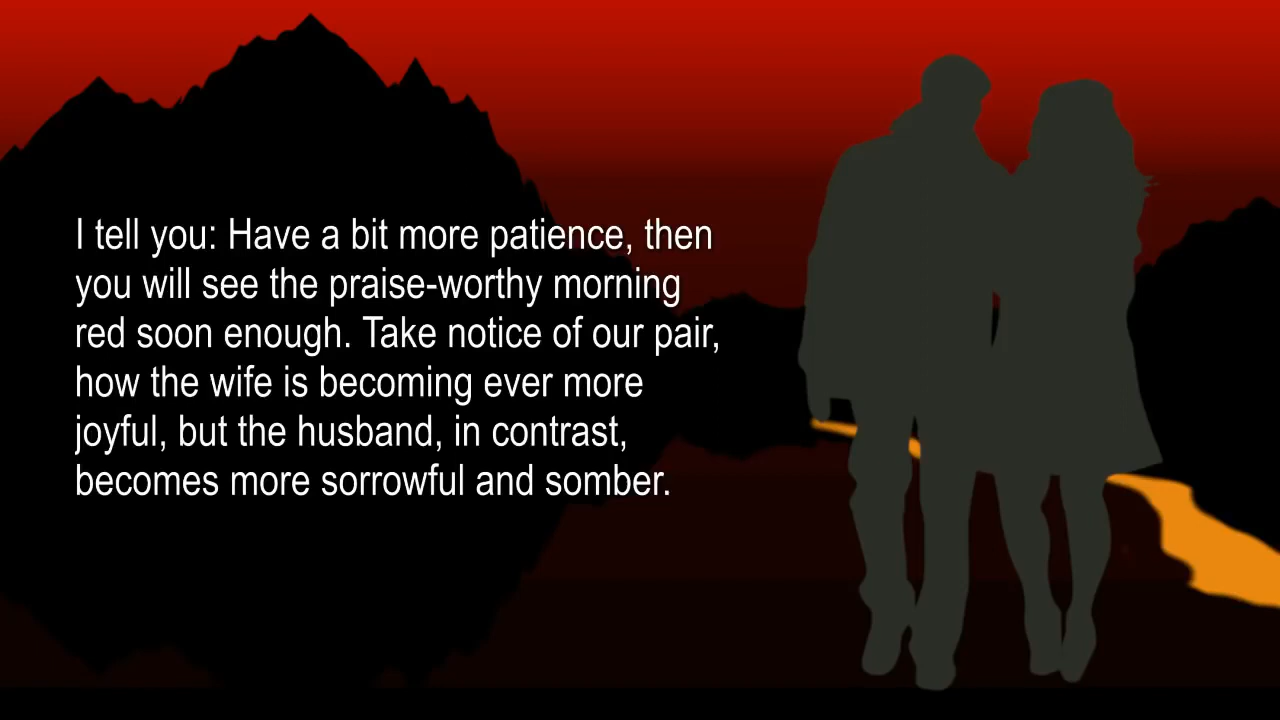 I tell you: Have a bit more patience, then
you will see the praise-worthy morning
red soon enough. Take notice of our pair,
how the wife is becoming ever more
joyful, but the husband, in contrast,
becomes more sorrowful and somber.